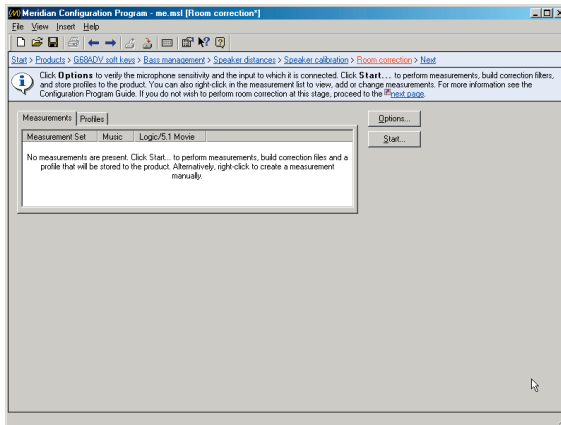 Meridian Configuration Program - me.msl [Room correction*]
File View Insert Help
Start > Products > G68ADV soft keys > Bass management > Speaker distances > Speaker calibration > Room correction > Next
Click Options to verify the microphone sensitivity and the input to which it is connected. Click Start... to perform measurements, build correction filters,
and store profiles to the product. You can also right-click in the measurement list to view, add or change measurements. For more information see the
Configuration Program Guide. If you do not wish to perform room correction at this stage, proceed to the next page.
Measurements Profiles
Options...
Measurement Set Music Logic/5.1 Movie
Start...
No measurements are present. Click Start... to perform measurements, build correction files and a
profile that will be stored to the product. Alternatively, right-click to create a measurement
manually.